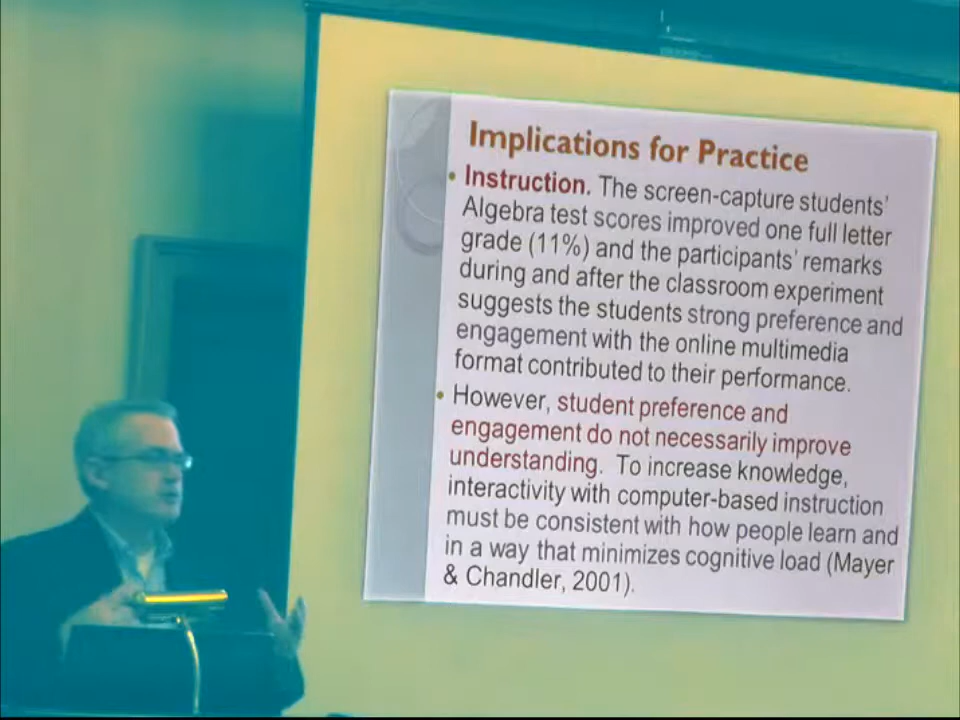 Implications for Practice
• Instruction. The screen-capture students'
Algebra test scores improved one full letter
grade (11%) and the participants' remarks
during and after the classroom experiment
suggests the students strong preference and
engagement with the online multimedia
format contributed to their performance.
• However, student preference and
engagement do not necessarily improve
understanding. To increase knowledge,
interactivity with computer-based instruction
must be consistent with how people learn and
in a way that minimizes cognitive load (Mayer
& Chandler, 2001).